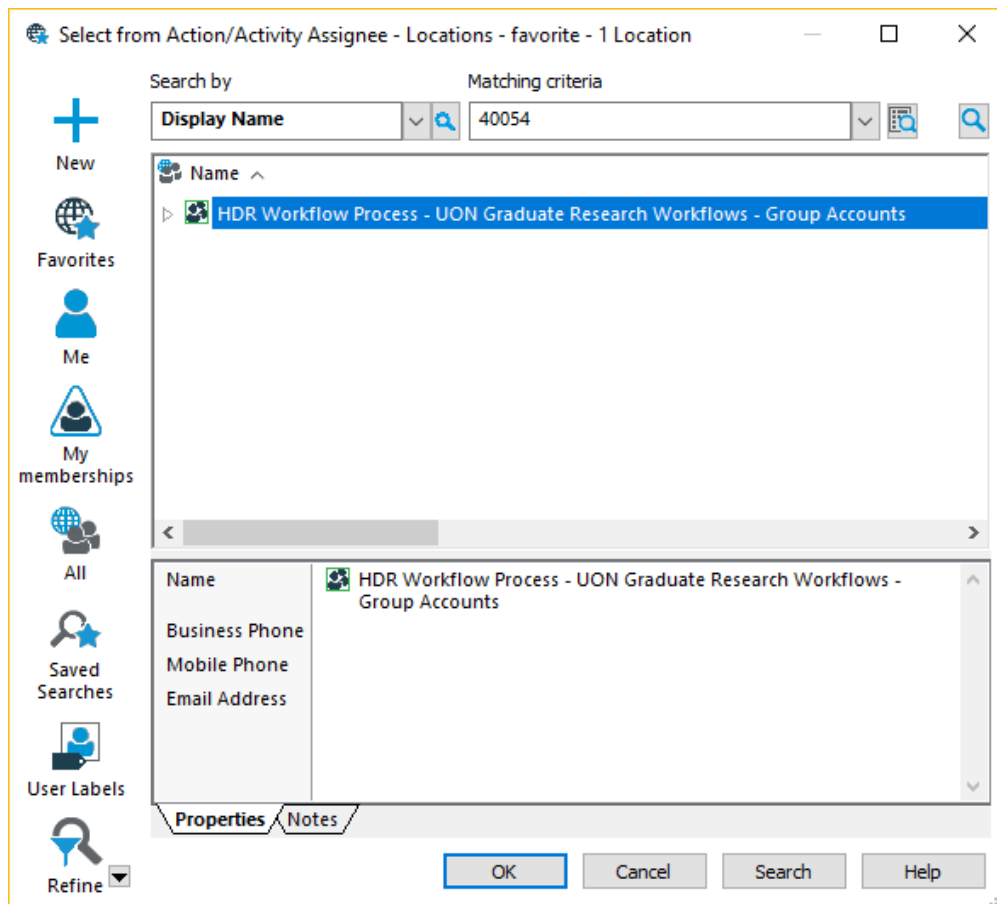 Select from Action/Activity Assignee - Locations - favorite - 1 Location
Search by
Matching criteria
Display Name
40054
New
Favorites
Me
My
memberships
All
Saved
Searches
User Labels
Refine
Name
HDR Workflow Process - UON Graduate Research Workflows - Group Accounts
Name
HDR Workflow Process - UON Graduate Research Workflows -
Group Accounts
Business Phone
Mobile Phone
Email Address
Properties
Notes
OK
Cancel
Search
Help